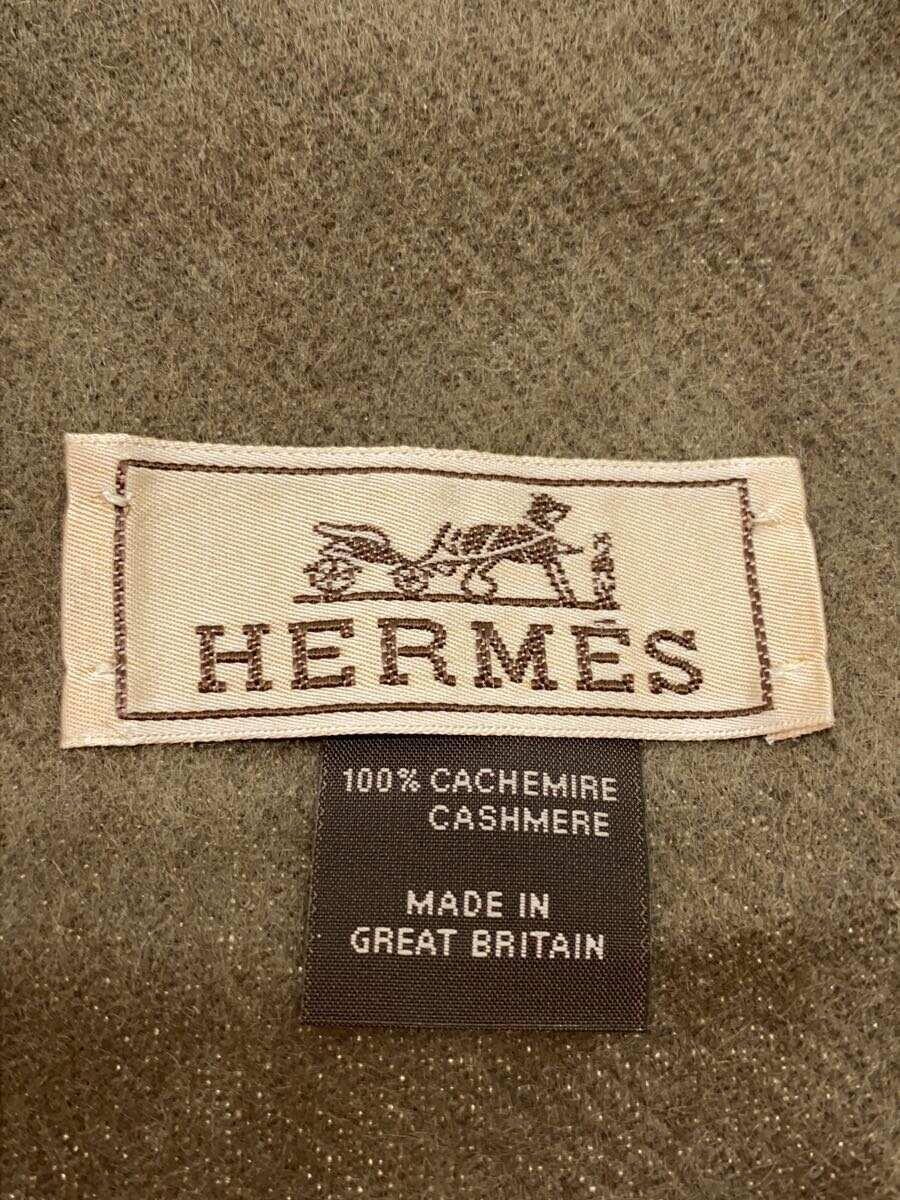 HERMÈS
100% CACHEMIRE
CASHMERE
MADE IN
GREAT BRITAIN